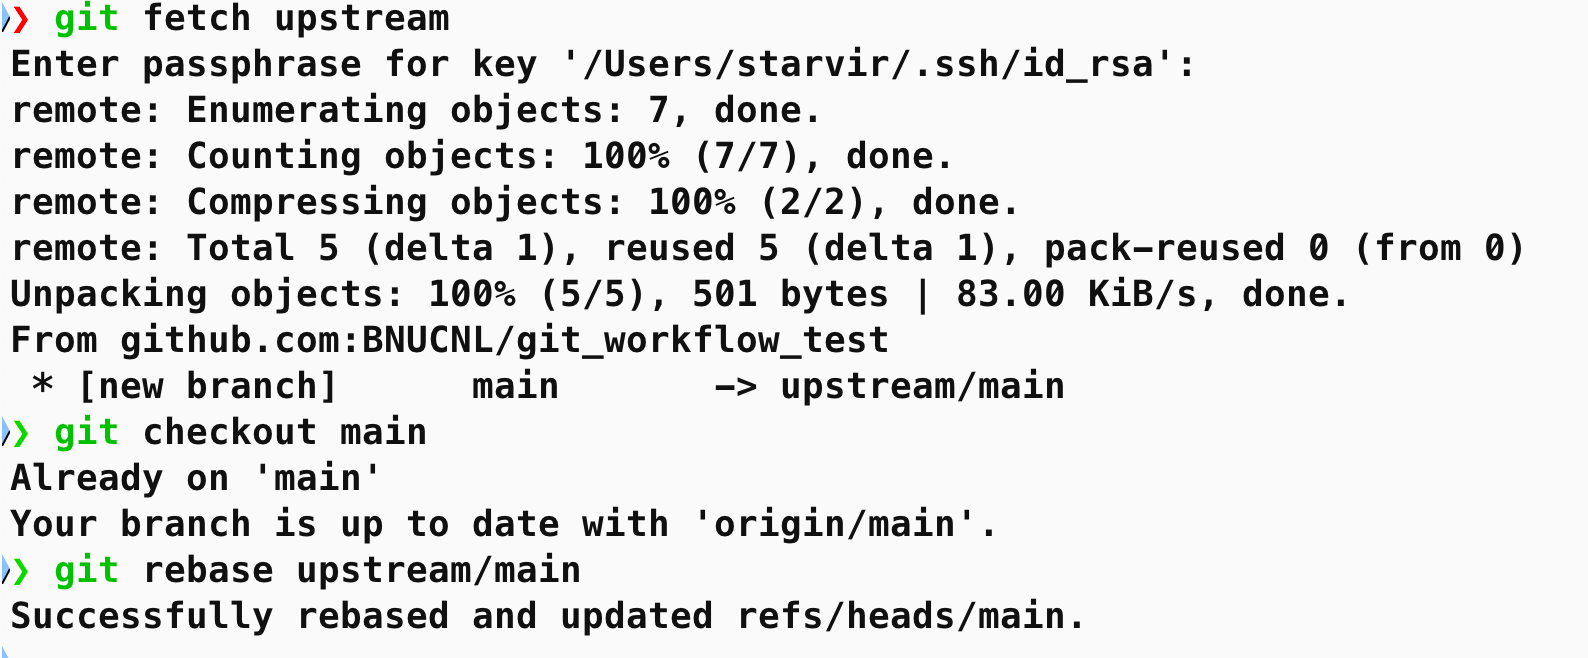 ❯ git fetch upstream
Enter passphrase for key '/Users/starvir/.ssh/id_rsa':
remote: Enumerating objects: 7, done.
remote: Counting objects: 100% (7/7), done.
remote: Compressing objects: 100% (2/2), done.
remote: Total 5 (delta 1), reused 5 (delta 1), pack-reused 0 (from 0)
Unpacking objects: 100% (5/5), 501 bytes | 83.00 KiB/s, done.
From github.com:BNUCNL/git_workflow_test
 * [new branch]      main       -> upstream/main
❯ git checkout main
Already on 'main'
Your branch is up to date with 'origin/main'.
❯ git rebase upstream/main
Successfully rebased and updated refs/heads/main.